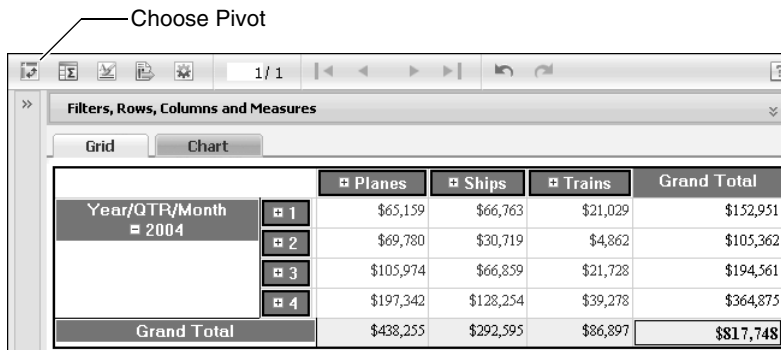 Choose Pivot
1/ 1
Filters, Rows, Columns and Measures
Grid Chart
Planes Ships Trains Grand Total
Year/QTR/Month 1 $65,159 $66,763 $21,029 $152,951
2004 2 $69,780 $30,719 $4,862 $105,362
3 $105,974 $66,859 $21,728 $194,561
4 $197,342 $128,254 $39,278 $364,875
Grand Total $438,255 $292,595 $86,897 $817,748